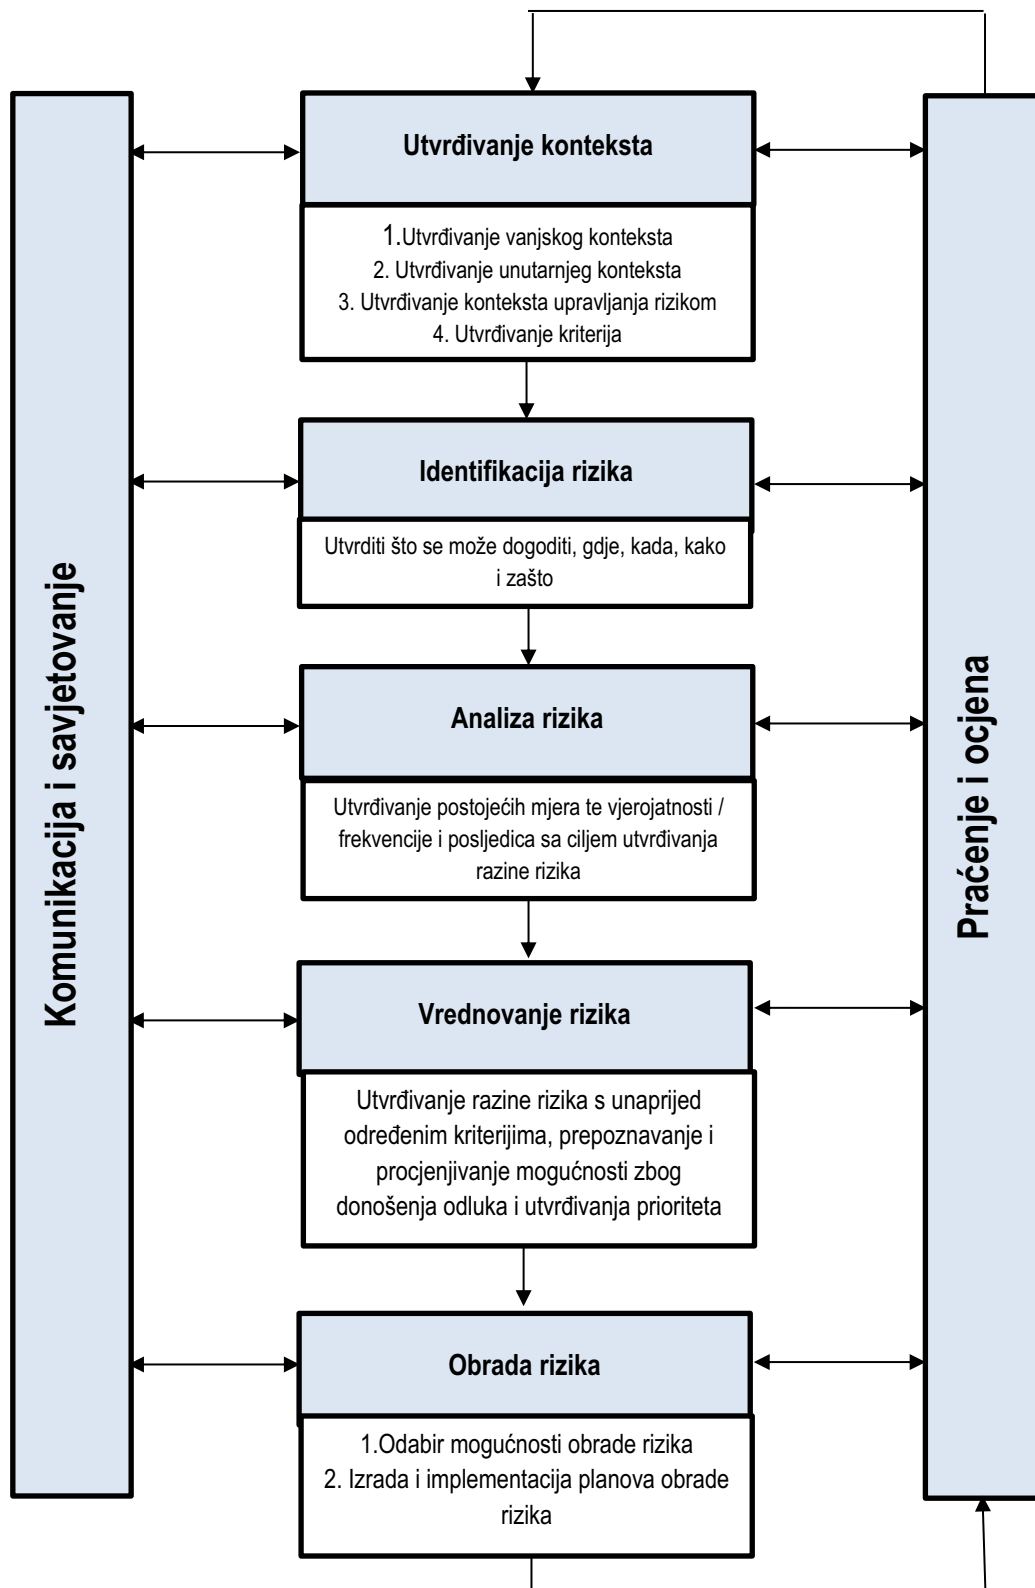 Komunikacija i savjetovanje
Utvrđivanje konteksta
1.Utvrđivanje vanjskog konteksta
2. Utvrđivanje unutarnjeg konteksta
3. Utvrđivanje konteksta upravljanja rizikom
4. Utvrđivanje kriterija
Identifikacija rizika
Utvrditi što se može dogoditi, gdje, kada, kako
i zašto
Analiza rizika
Utvrđivanje postojećih mjera te vjerojatnosti /
frekvencije i posljedica sa ciljem utvrđivanja
razine rizika
Vrednovanje rizika
Utvrđivanje razine rizika s unaprijed
određenim kriterijima, prepoznavanje i
procjenjivanje mogućnosti zbog
donošenja odluka i utvrđivanja prioriteta
Obrada rizika
1.Odabir mogućnosti obrade rizika
2. Izrada i implementacija planova obrade
rizika
Praćenje i ocjena